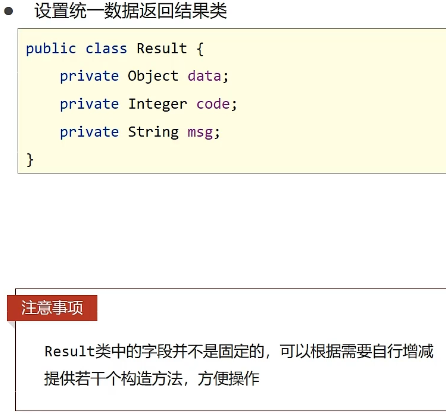 ● 设置统一数据返回结果类
public class Result {
    private Object data;
    private Integer code;
    private String msg;
}
注意事项
Result类中的字段并不是固定的，可以根据需要自行增减
提供若干个构造方法，方便操作